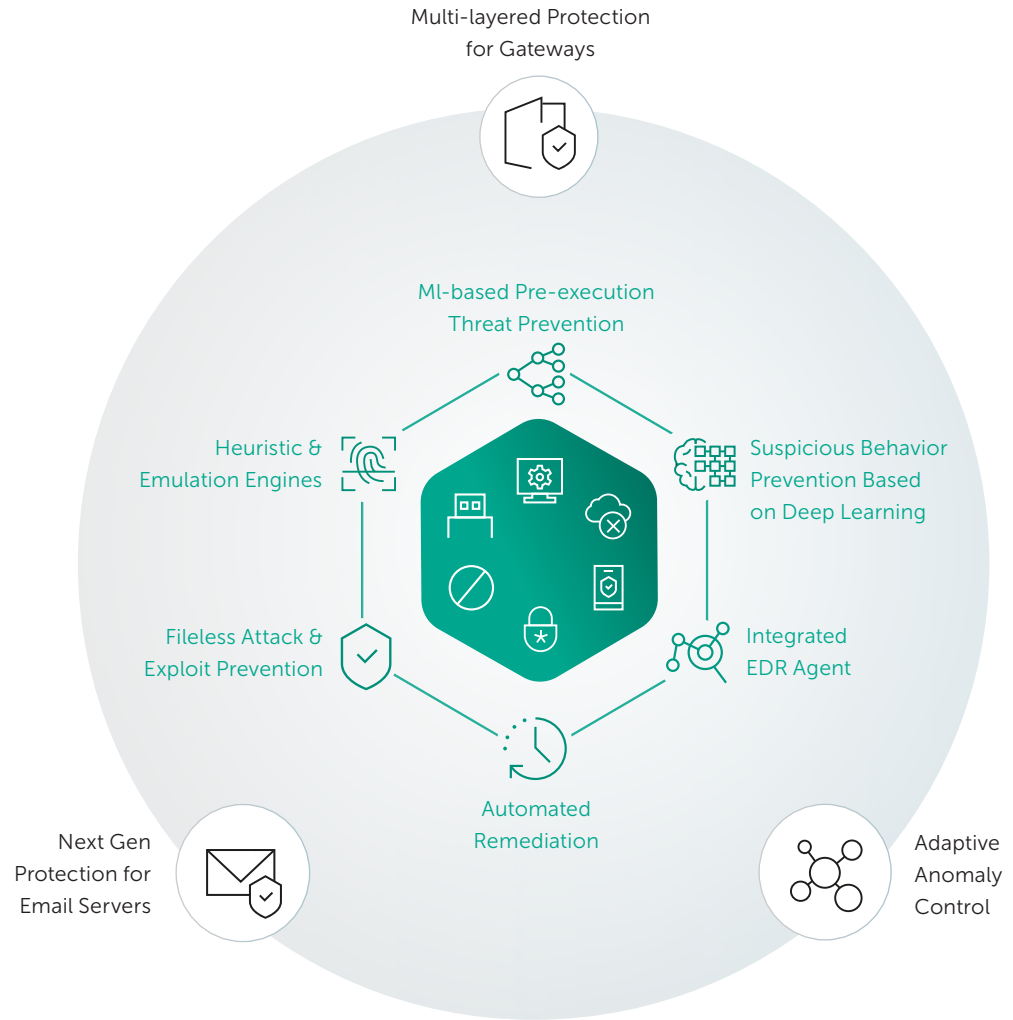 Multi-layered Protection
for Gateways
Ml-based Pre-execution
Threat Prevention
Heuristic &
Emulation Engines
Suspicious Behavior
Prevention Based
on Deep Learning
Fileless Attack &
Exploit Prevention
Integrated
EDR Agent
Automated
Remediation
Next Gen
Protection for
Email Servers
Adaptive
Anomaly
Control